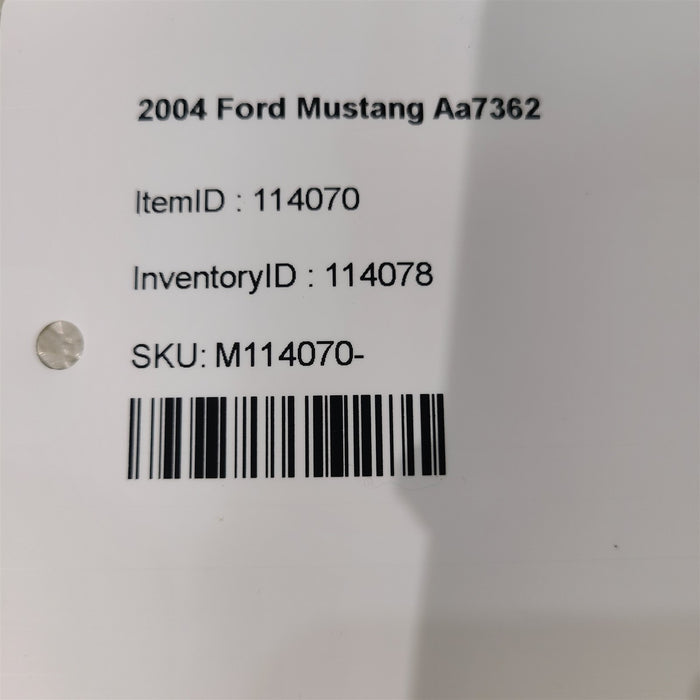 2004 Ford Mustang Aa7362
ItemID : 114070
InventoryID : 114078
SKU: M114070-